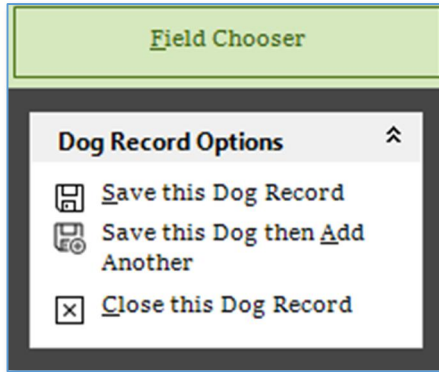 Field Chooser
Dog Record Options
Save this Dog Record
Save this Dog then Add
Another
Close this Dog Record